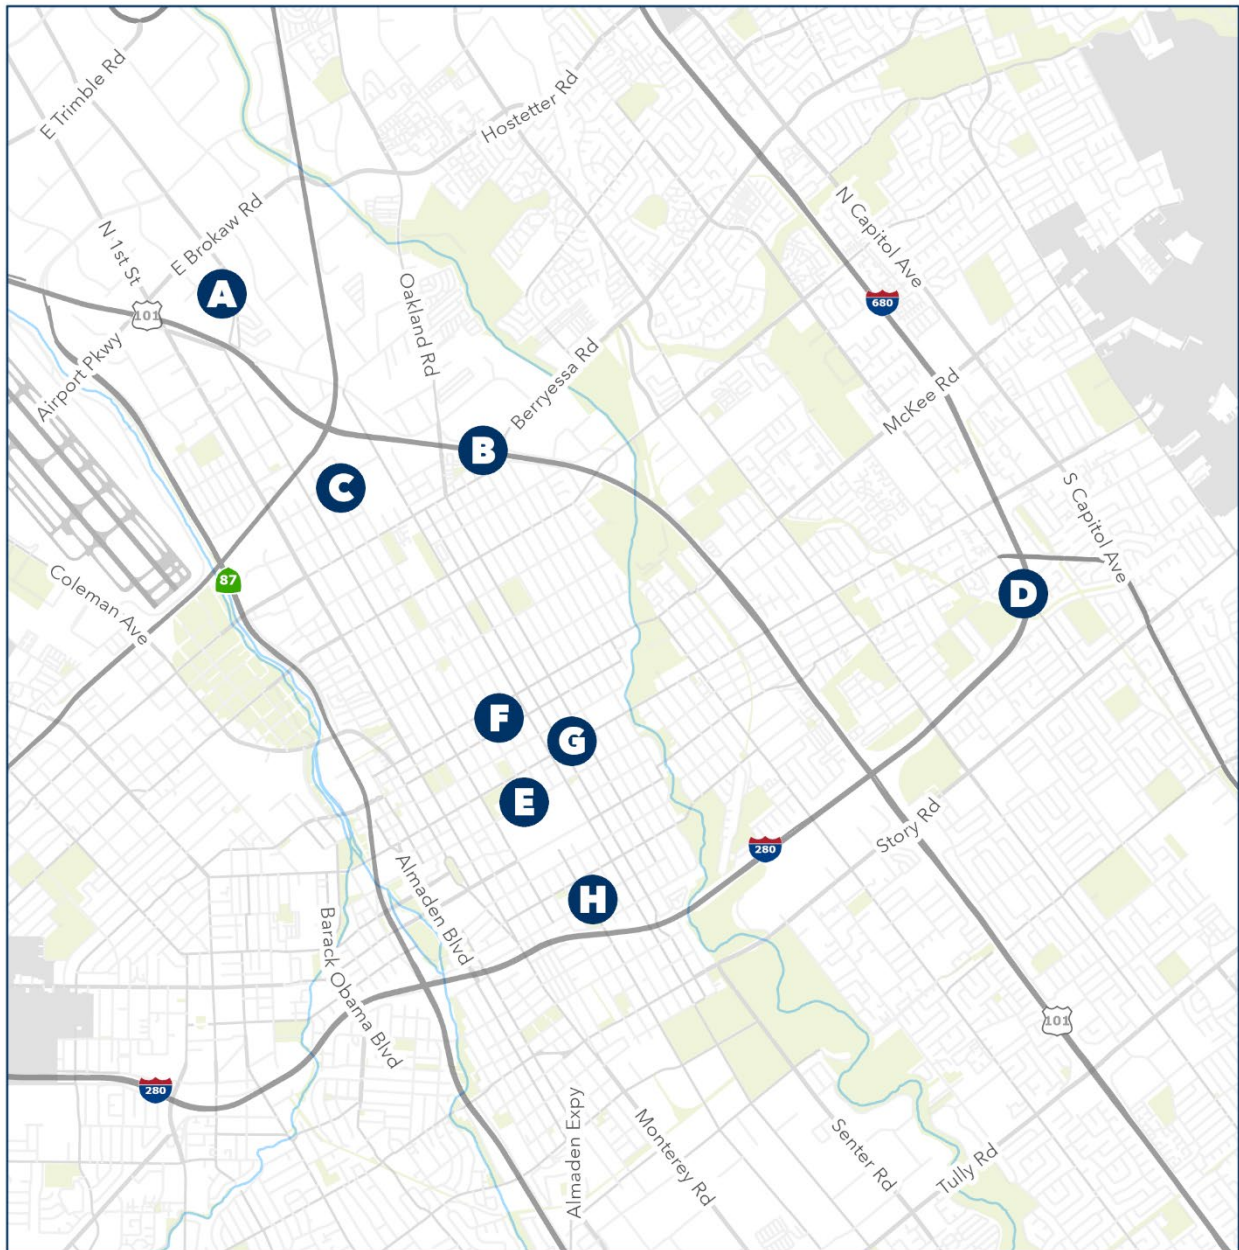 E Trimble Rd
Hostetter Rd
N 1st St
E Brokaw Rd
N Capitol Ave
A
101
Oakland Rd
680
Airport Pkwy
Berryessa Rd
McKee Rd
B
C
S Capitol Ave
Coleman Ave
87
D
F
G
E
280
Story Rd
Almaden Blvd
H
Barack Obama Blvd
101
280
Almaden Expy
Monterey Rd
Senter Rd
Tully Rd